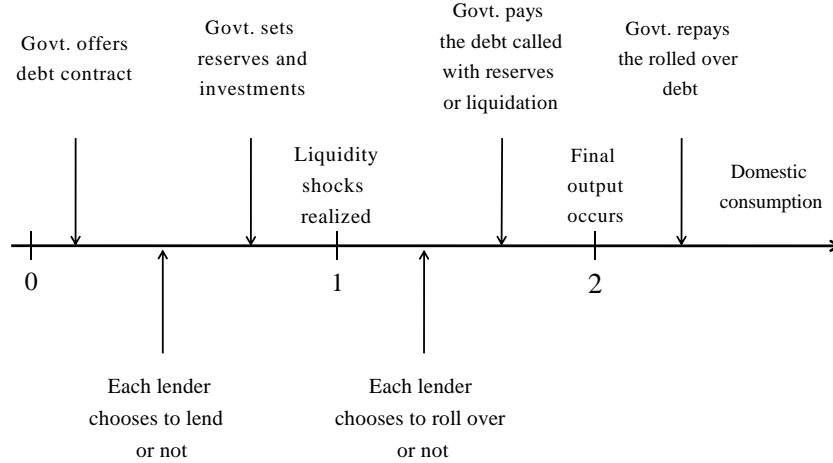 Govt. offers
debt contract
Govt. sets
reserves and
investments
Govt. pays
the debt called
with reserves
or liquidation
Govt. repays
the rolled over
debt
Liquidity
shocks
realized
Final
output
occurs
Domestic
consumption
0
1
2
Each lender
chooses to lend
or not
Each lender
chooses to roll over
or not